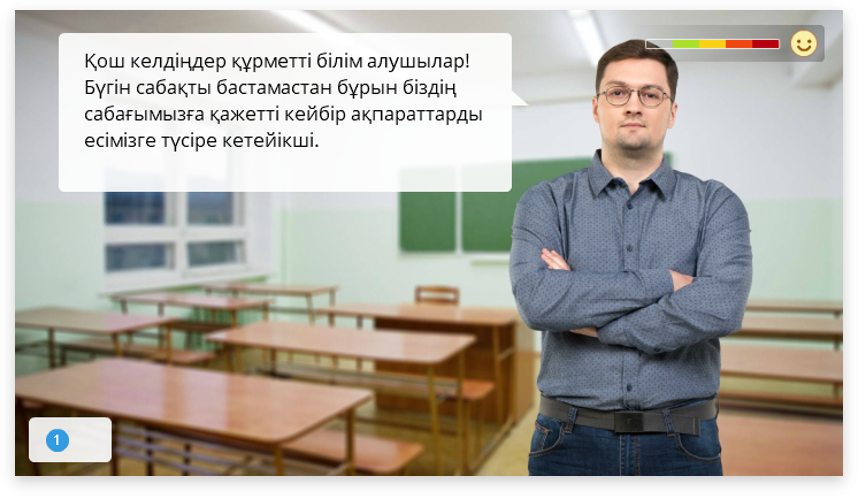 Қош келдіңдер құрметті білім алушылар!
Бүгін сабақты бастамастан бұрын біздің
сабағымызға қажетті кейбір ақпараттарды
есімізге түсіре кетейікші.
1